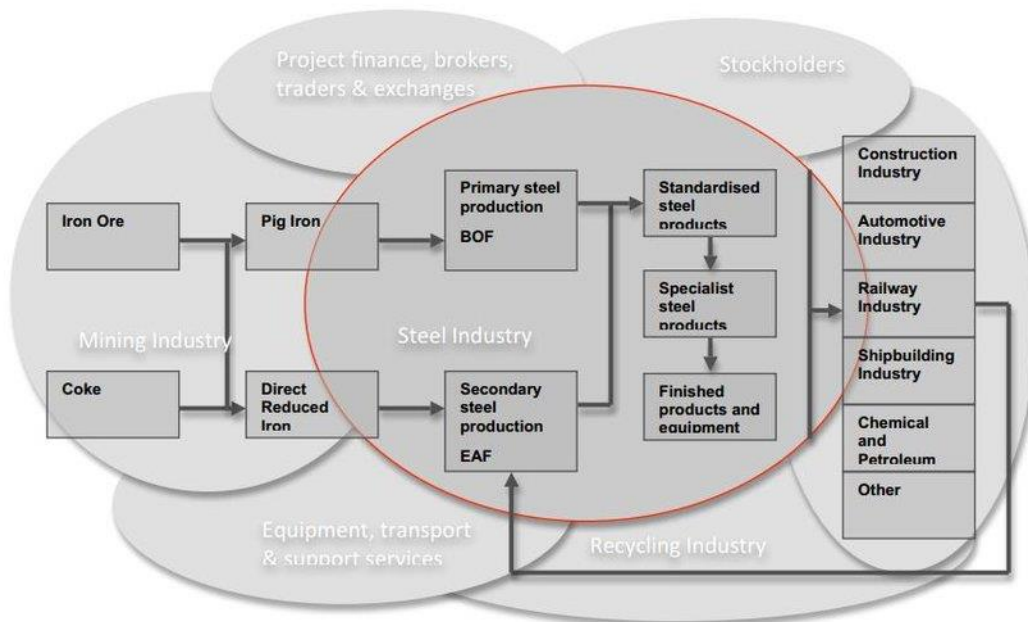 Project finance, brokers,
traders & exchanges
Stockholders
Construction
Industry
Primary steel
production
BOF
Standardised
steel
products
Iron Ore
Pig Iron
Automotive
Industry
Specialist
steel
products
Railway
Industry
Mining Industry
Steel Industry
Shipbuilding
Industry
Coke
Direct
Reduced
Iron
Secondary
steel
production
EAF
Finished
products and
equipment
Chemical
and
Petroleum
Other
Equipment, transport
& support services
Recycling Industry